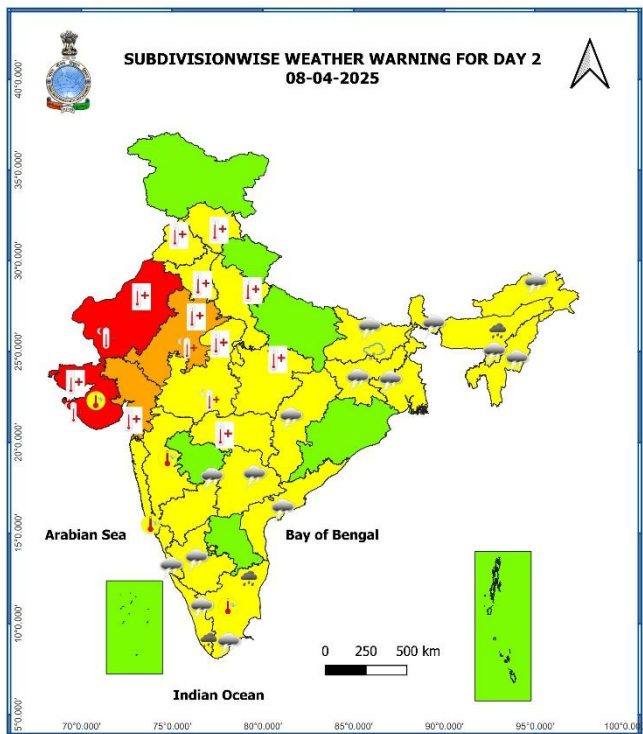 SUBDIVISIONWISE WEATHER WARNING FOR DAY 2
08-04-2025
40°0.000'
35°0.000'
30°0.000'
25°0.000'
20°0.000'
15°0.000'
10°0.000'
5°0.000'
Arabian Sea
Bay of Bengal
0 250 500 km
Indian Ocean
70°0.000' 75°0.000' 80°0.000' 85°0.000' 90°0.000' 95°0.000' 100°0.000'